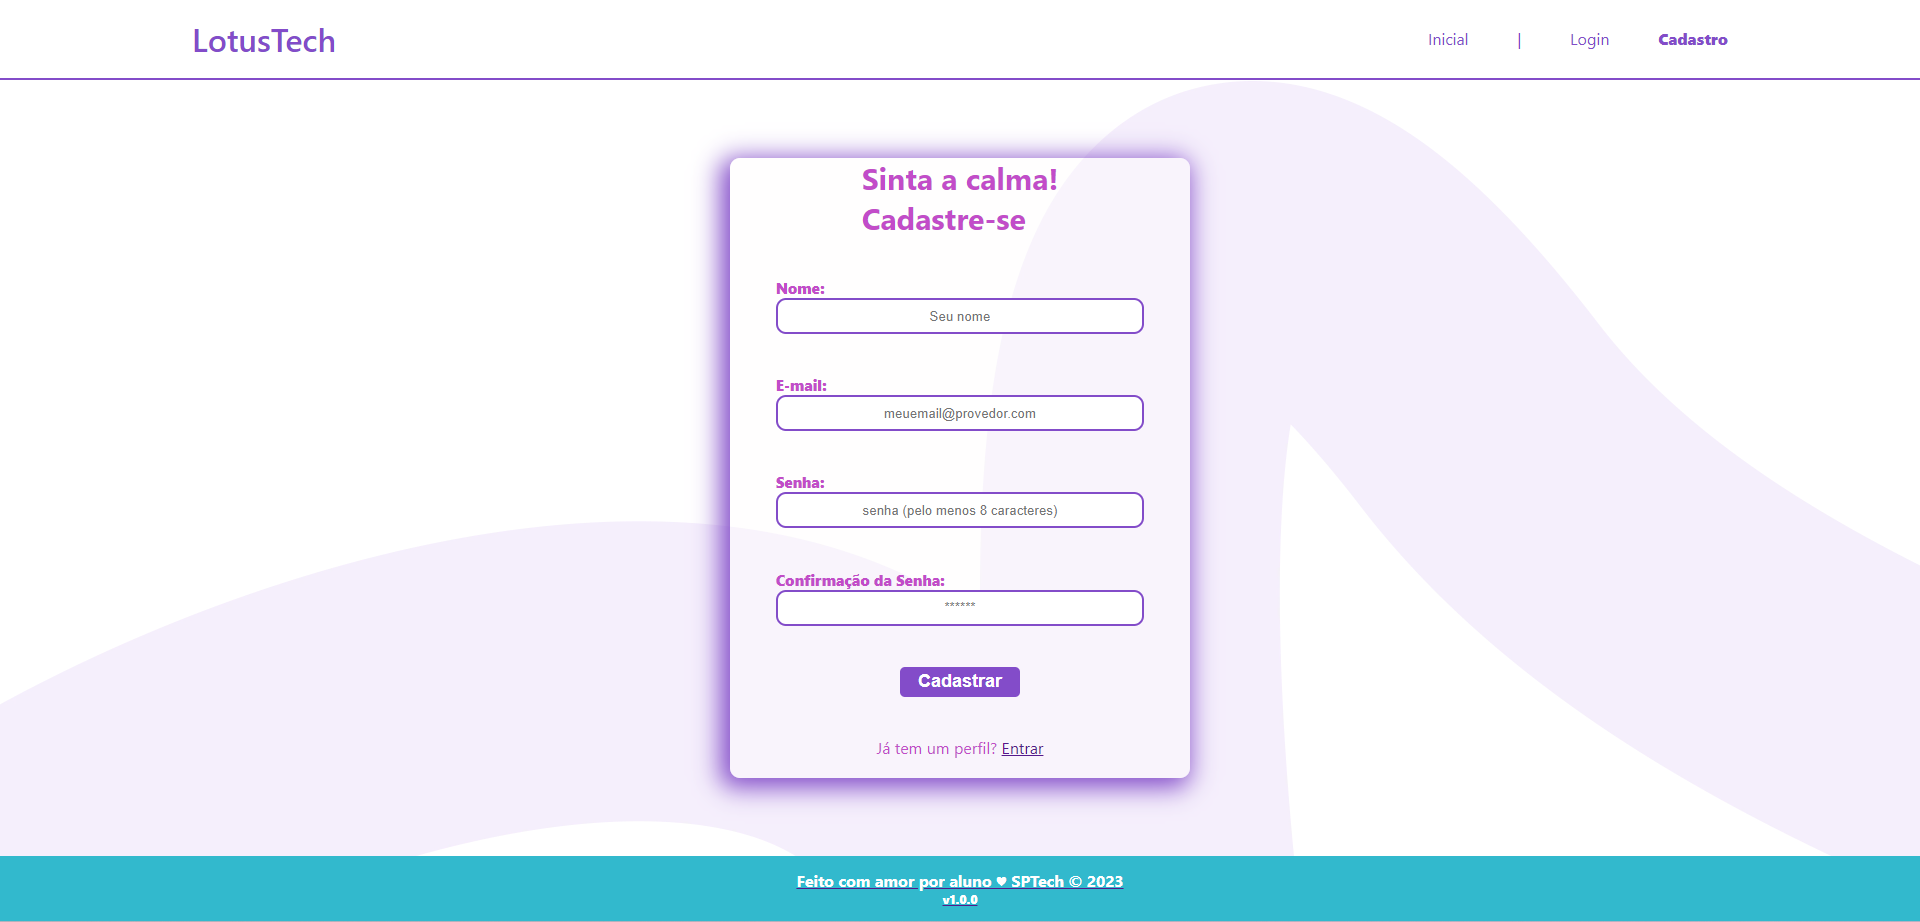 LotusTech
Inicial | Login Cadastro
Sinta a calma!
Cadastre-se
Nome:
Seu nome
E-mail:
meuemail@provedor.com
Senha:
senha (pelo menos 8 caracteres)
Confirmação da Senha:
******
Cadastrar
Já tem um perfil? Entrar
Feito com amor por aluno ♥ SPTech © 2023
v1.0.0